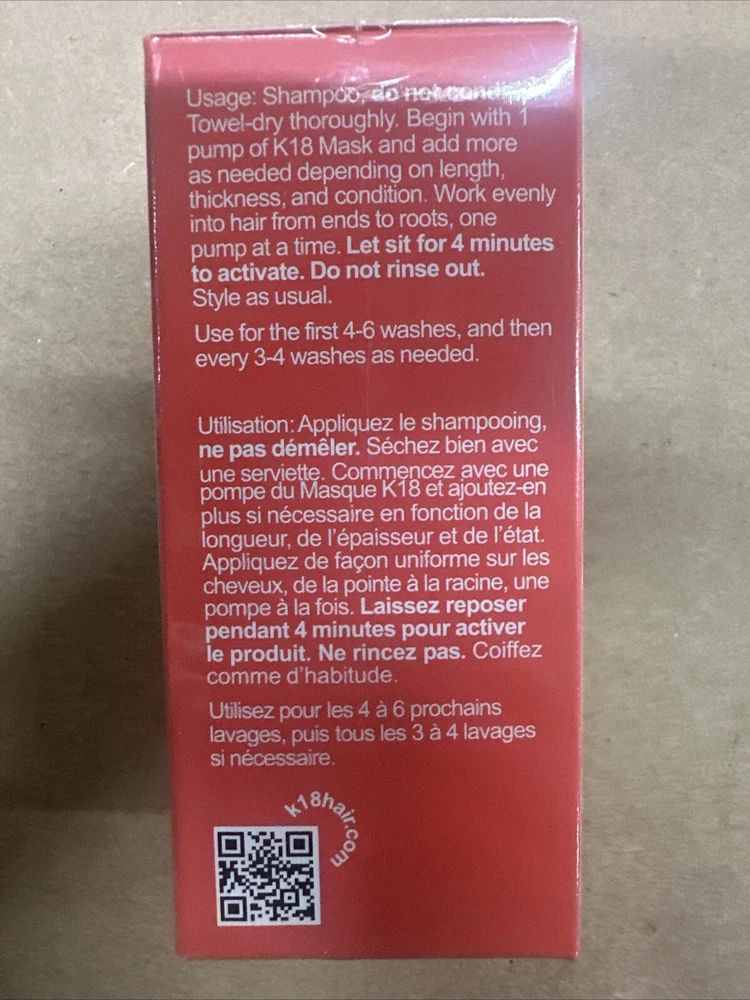 Usage: Shampoo, do not condition.
Towel-dry thoroughly. Begin with 1
pump of K18 Mask and add more
as needed depending on length,
thickness, and condition. Work evenly
into hair from ends to roots, one
pump at a time. Let sit for 4 minutes
to activate. Do not rinse out.
Style as usual.
Use for the first 4-6 washes, and then
every 3-4 washes as needed.
Utilisation: Appliquez le shampooing,
ne pas démêler. Séchez bien avec
une serviette. Commencez avec une
pompe du Masque K18 et ajoutez-en
plus si nécessaire en fonction de la
longueur, de l'épaisseur et de l'état.
Appliquez de façon uniforme sur les
cheveux, de la pointe à la racine, une
pompe à la fois. Laissez reposer
pendant 4 minutes pour activer
le produit. Ne rincez pas. Coiffez
comme d'habitude.
Utilisez pour les 4 à 6 prochains
lavages, puis tous les 3 à 4 lavages
si nécessaire.
k18hair.com